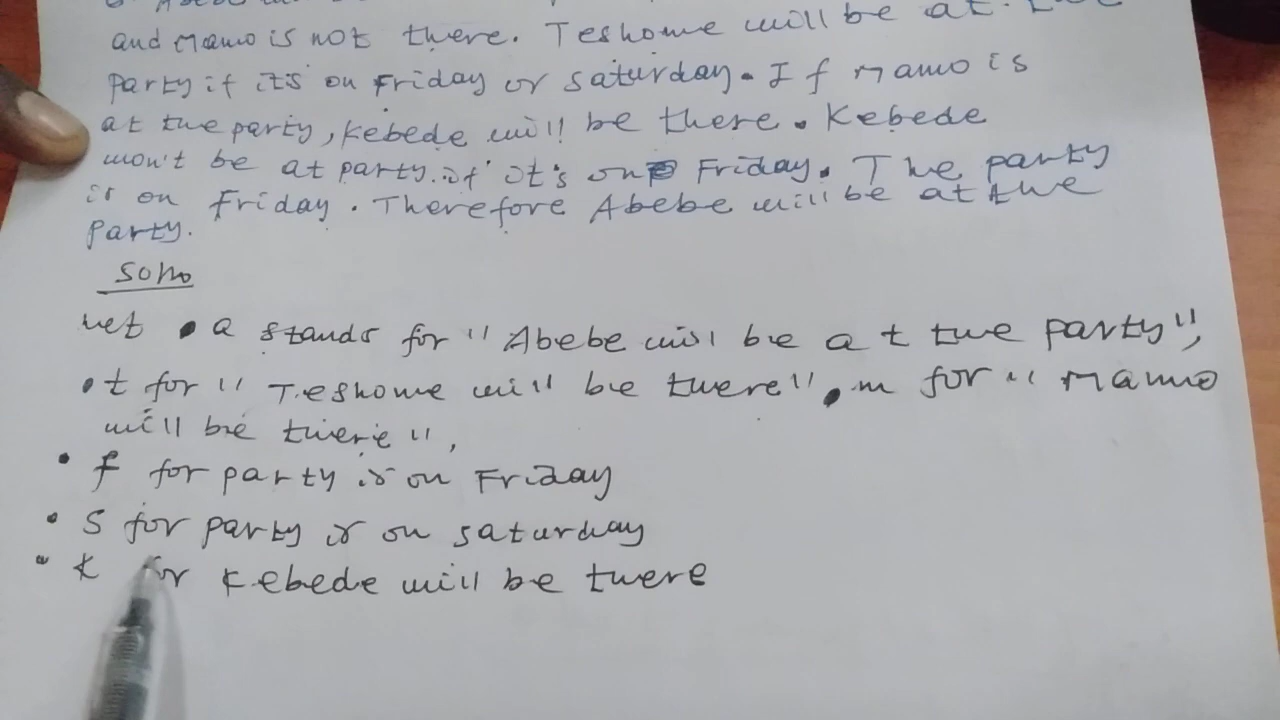 and Mamo is not there. Teshome will be at the
party if it's on Friday or saturday. If Mamo is
at the party, Kebede will be there. Kebede
won't be at party.if it's on Friday. The party
is on Friday. Therefore Abebe will be at the
party.
Soln
Let a stands for "Abebe will be at the party",
• t for "Teshome will be there", m for "Mamo
will be there",
• f for party is on Friday
• S for party is on saturday
• k for Kebede will be there